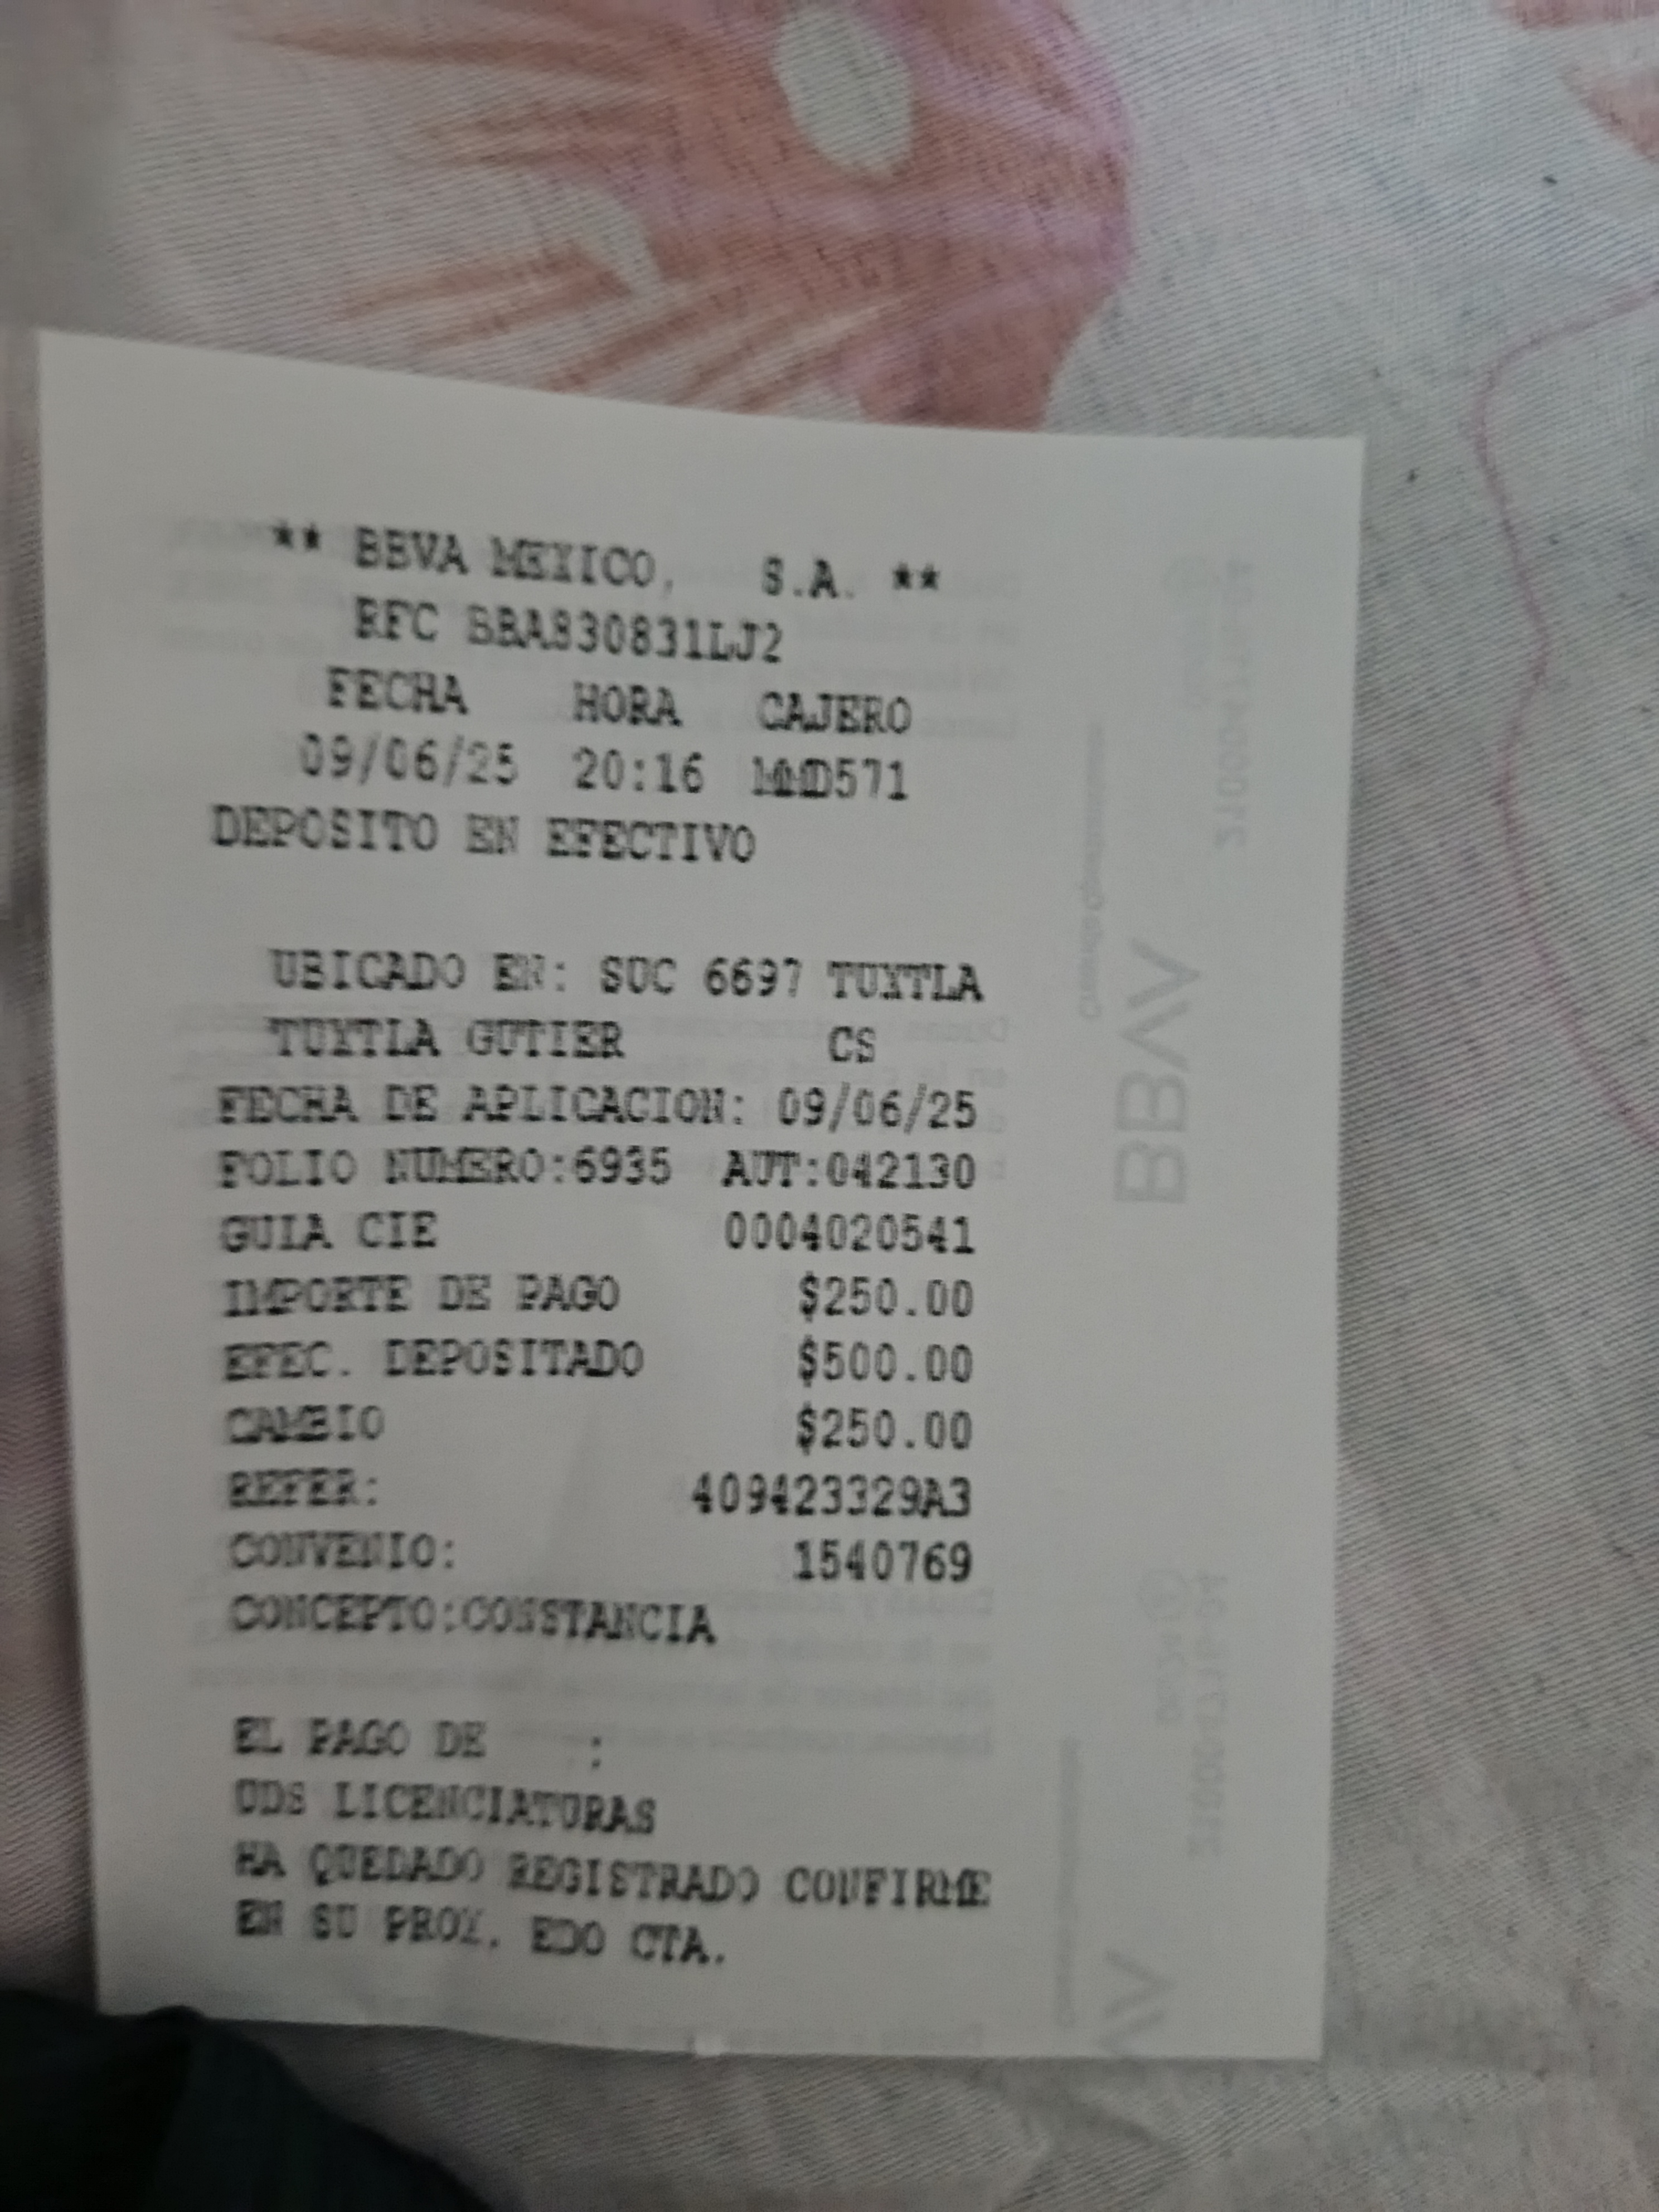 ** BBVA MEXICO, S.A. **
RFC BBA830831LJ2
FECHA HORA CAJERO
09/06/25 20:16 MMD571
DEPOSITO EN EFECTIVO
UBICADO EN: SUC 6697 TUXTLA
TUXTLA GUTIER CS
FECHA DE APLICACION: 09/06/25
FOLIO NUMERO:6935 AUT:042130
GUIA CIE 0004020541
IMPORTE DE PAGO $250.00
EFEC. DEPOSITADO $500.00
CAMBIO $250.00
REFER: 409423329A3
CONVENIO: 1540769
CONCEPTO:CONSTANCIA
EL PAGO DE :
UDS LICENCIATURAS
HA QUEDADO REGISTRADO CONFIRME
EN SU PROX. EDO CTA.
BBVA